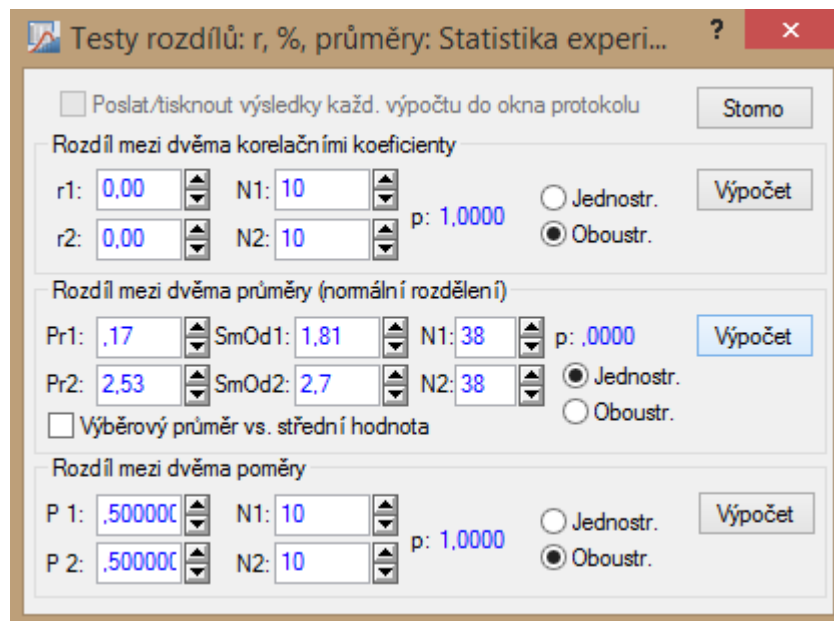 Testy rozdílů: r, %, průměry: Statistika experi... ? ×
Poslat/tisknout výsledky každ. výpočtu do okna protokolu Storno
Rozdíl mezi dvěma korelačními koeficienty
r1: 0,00 N1: 10 p: 1,0000 Jednostr. Výpočet
r2: 0,00 N2: 10 Oboustr.
Rozdíl mezi dvěma průměry (normální rozdělení)
Pr1: ,17 SmOd1: 1,81 N1: 38 p: ,0000 Výpočet
Pr2: 2,53 SmOd2: 2,7 N2: 38 Jednostr.
Výběrový průměr vs. střední hodnota Oboustr.
Rozdíl mezi dvěma poměry
P 1: ,500000 N1: 10 p: 1,0000 Jednostr. Výpočet
P 2: ,500000 N2: 10 Oboustr.